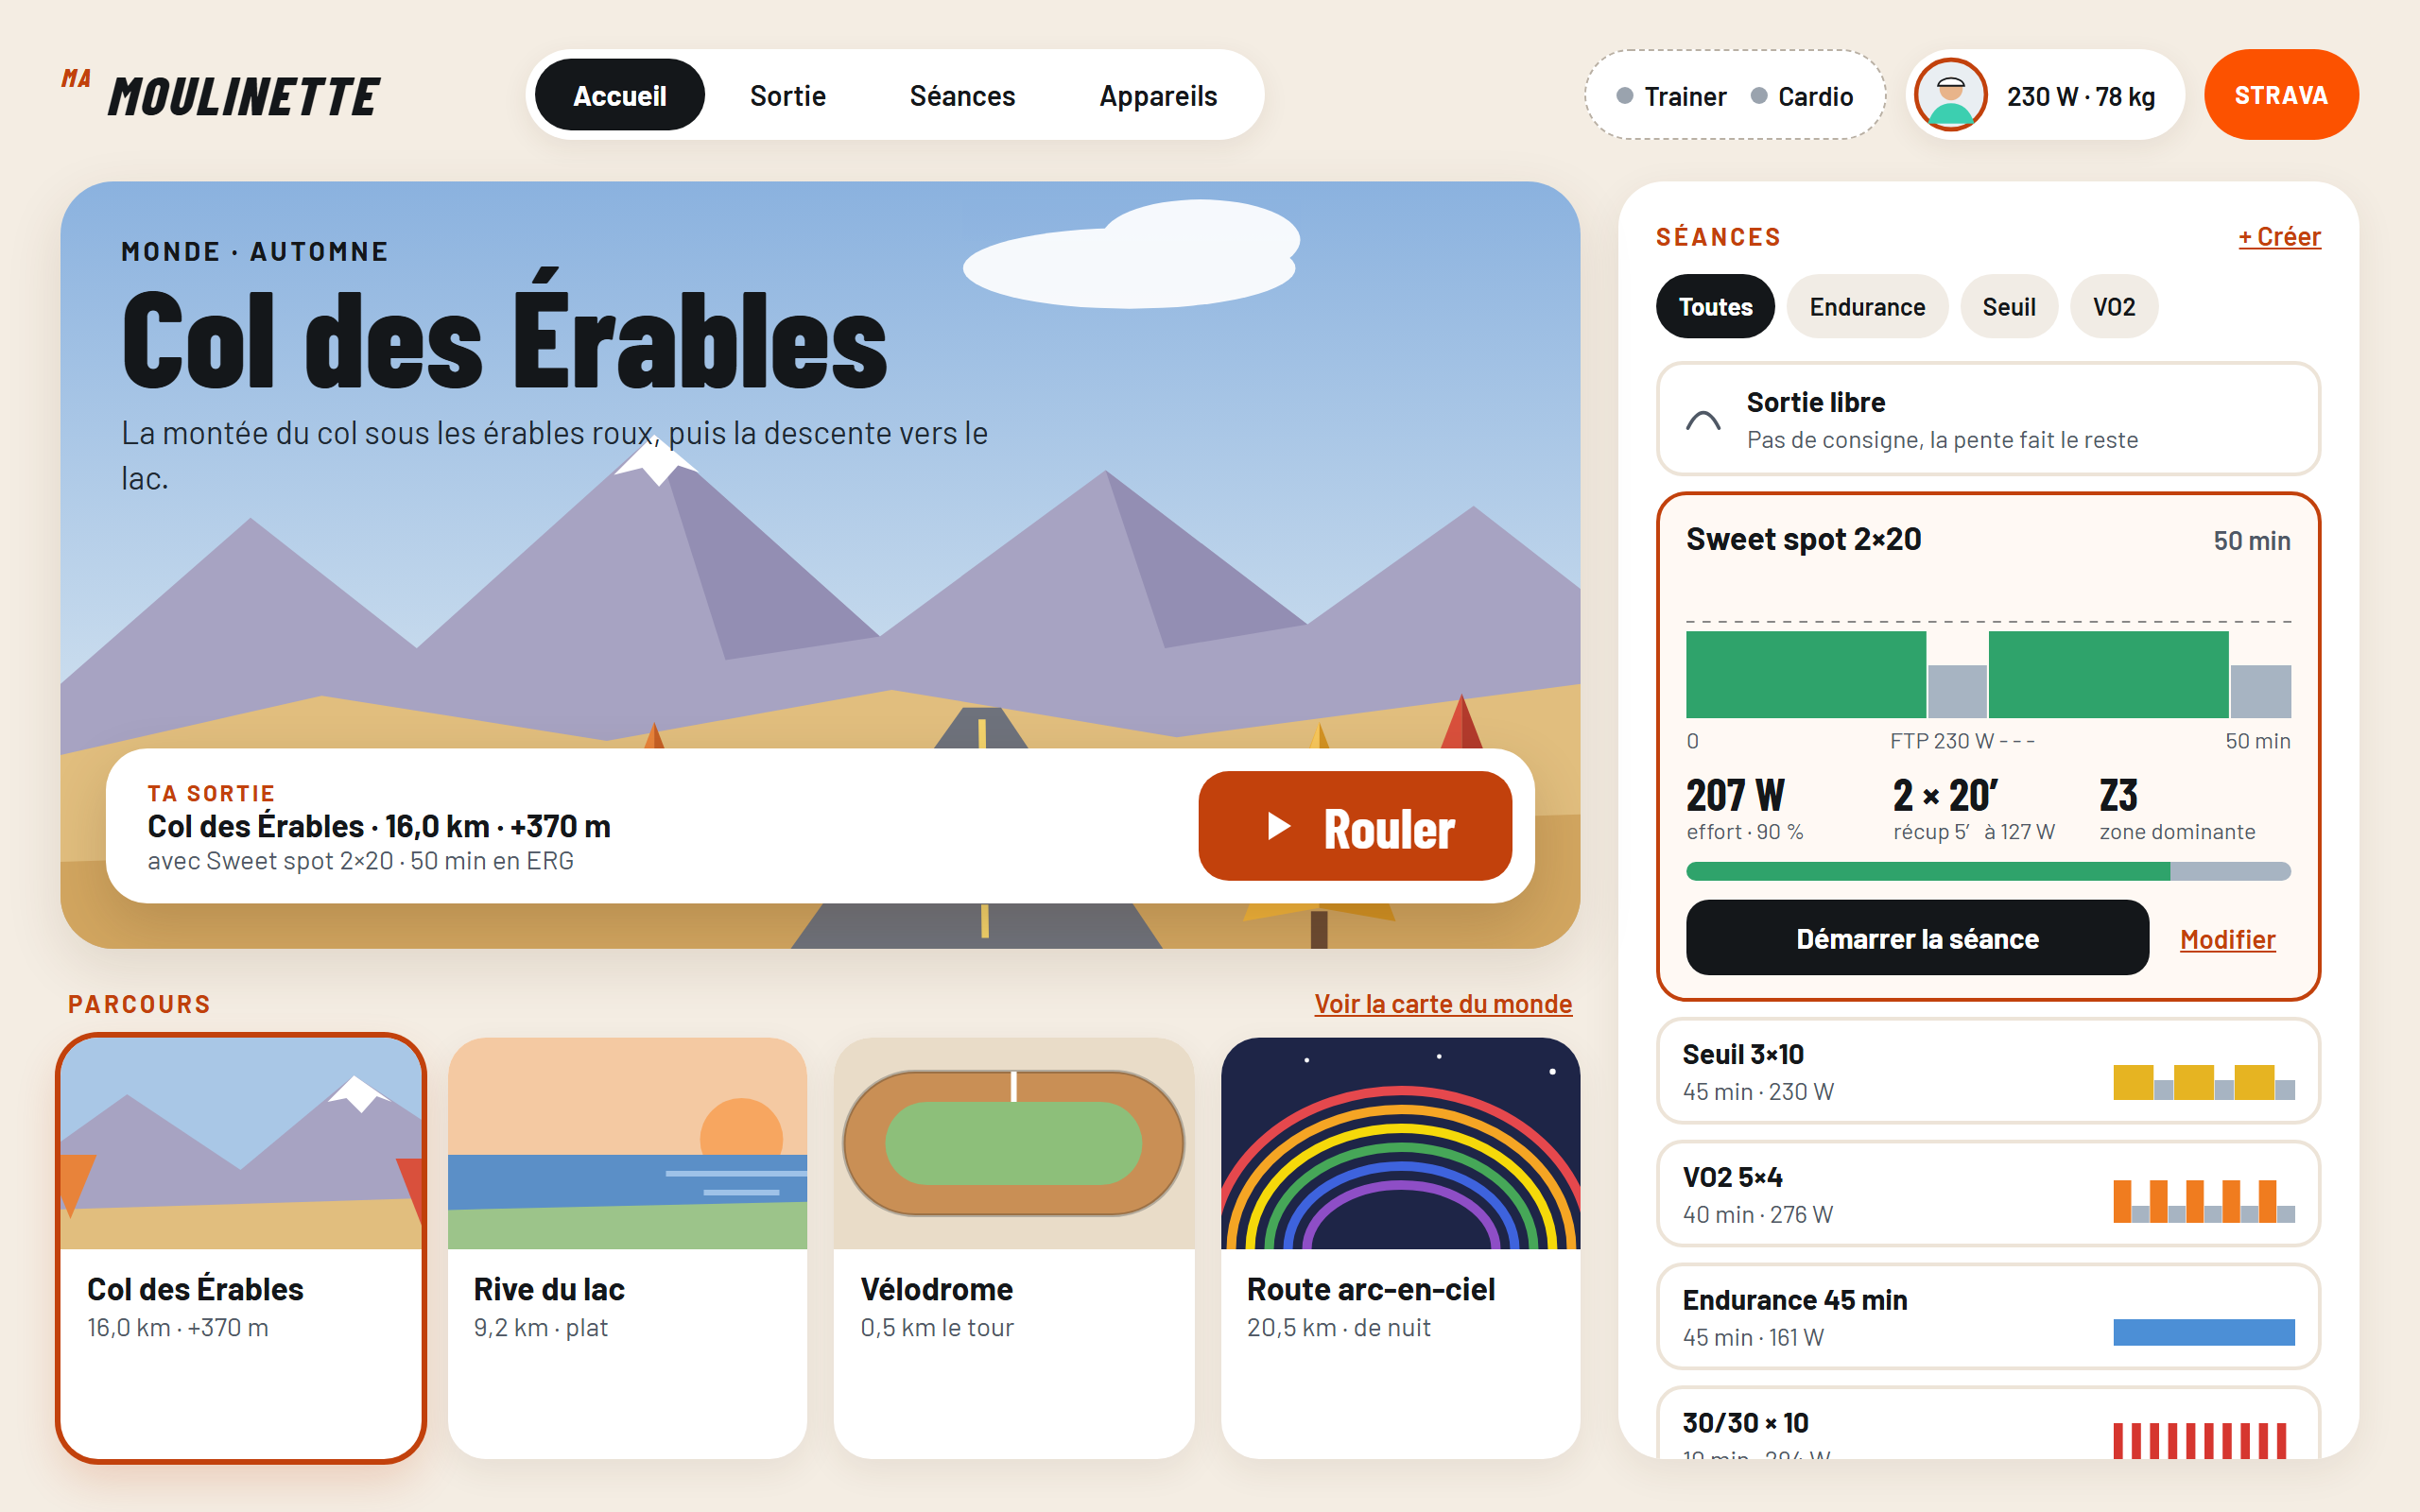 MA MOULINETTE
Accueil
Sortie
Séances
Appareils
Trainer
Cardio
230 W · 78 kg
STRAVA
MONDE · AUTOMNE
Col des Érables
La montée du col sous les érables roux, puis la descente vers le
lac.
TA SORTIE
Col des Érables · 16,0 km · +370 m
avec Sweet spot 2×20 · 50 min en ERG
Rouler
PARCOURS
Voir la carte du monde
Col des Érables
16,0 km · +370 m
Rive du lac
9,2 km · plat
Vélodrome
0,5 km le tour
Route arc-en-ciel
20,5 km · de nuit
SÉANCES
+ Créer
Toutes
Endurance
Seuil
VO2
Sortie libre
Pas de consigne, la pente fait le reste
Sweet spot 2×20
50 min
0
FTP 230 W - - -
50 min
207 W
effort · 90 %
2 × 20′
récup 5′ à 127 W
Z3
zone dominante
Démarrer la séance
Modifier
Seuil 3×10
45 min · 230 W
VO2 5×4
40 min · 276 W
Endurance 45 min
45 min · 161 W
30/30 × 10